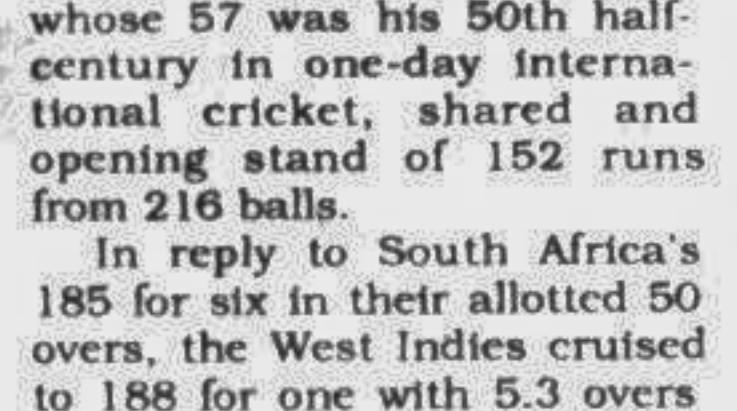 whose 57 was his 50th half-
century in one-day interna-
tional cricket, shared and
opening stand of 152 runs
from 216 balls.
In reply to South Africa's
185 for six in their allotted 50
overs, the West Indies cruised
to 188 for one with 5.3 overs